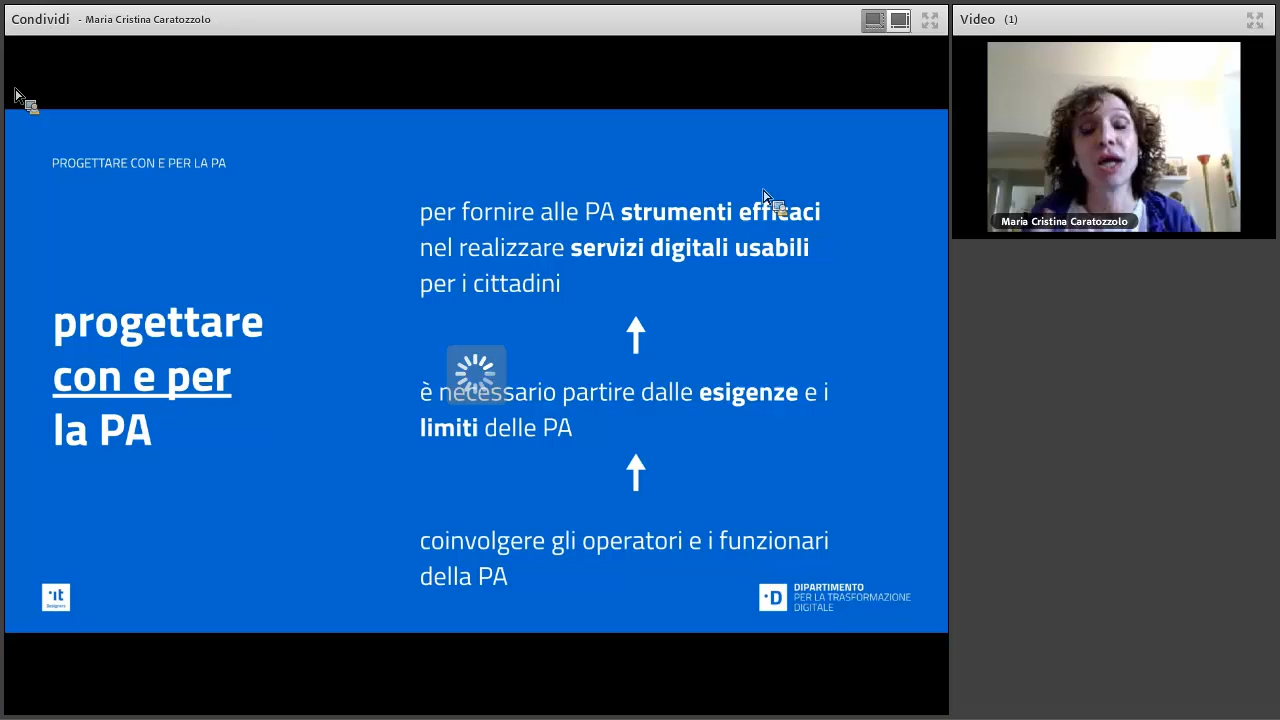 Condividi - Maria Cristina Caratozzolo
Video (1)
Maria Cristina Caratozzolo
PROGETTARE CON E PER LA PA
progettare
con e per
la PA
per fornire alle PA strumenti efficaci
nel realizzare servizi digitali usabili
per i cittadini
è necessario partire dalle esigenze e i
limiti delle PA
coinvolgere gli operatori e i funzionari
della PA
.it
Designers
.D
DIPARTIMENTO
PER LA TRASFORMAZIONE
DIGITALE